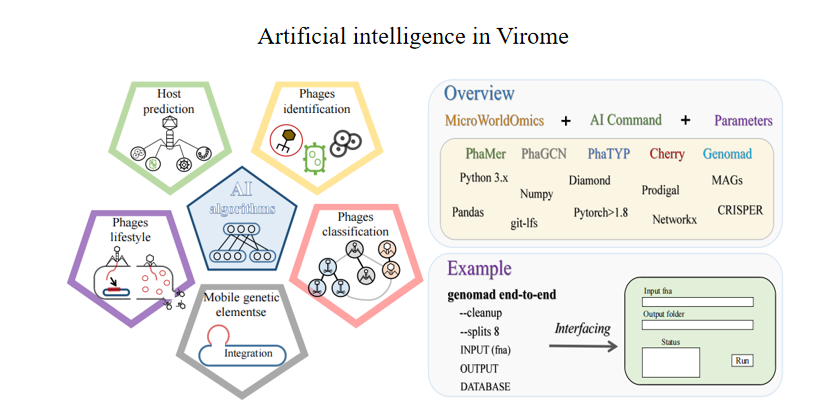 Artificial intelligence in Virome
Host
prediction
Phages
identification
AI
algorithms
Phages
lifestyle
Phages
classification
Mobile genetic
elementse
Integration
Overview
MicroWorldOmics + AI Command + Parameters
PhaMer PhaGCN PhaTYP Cherry Genomad
Python 3.x Numpy Diamond Prodigal MAGs
Pandas git-lfs Pytorch>1.8 Networkx CRISPER
Example
genomad end-to-end
--cleanup
--splits 8
INPUT (fna)
OUTPUT
DATABASE
Interfacing
Input fna
Output folder
Status
Run